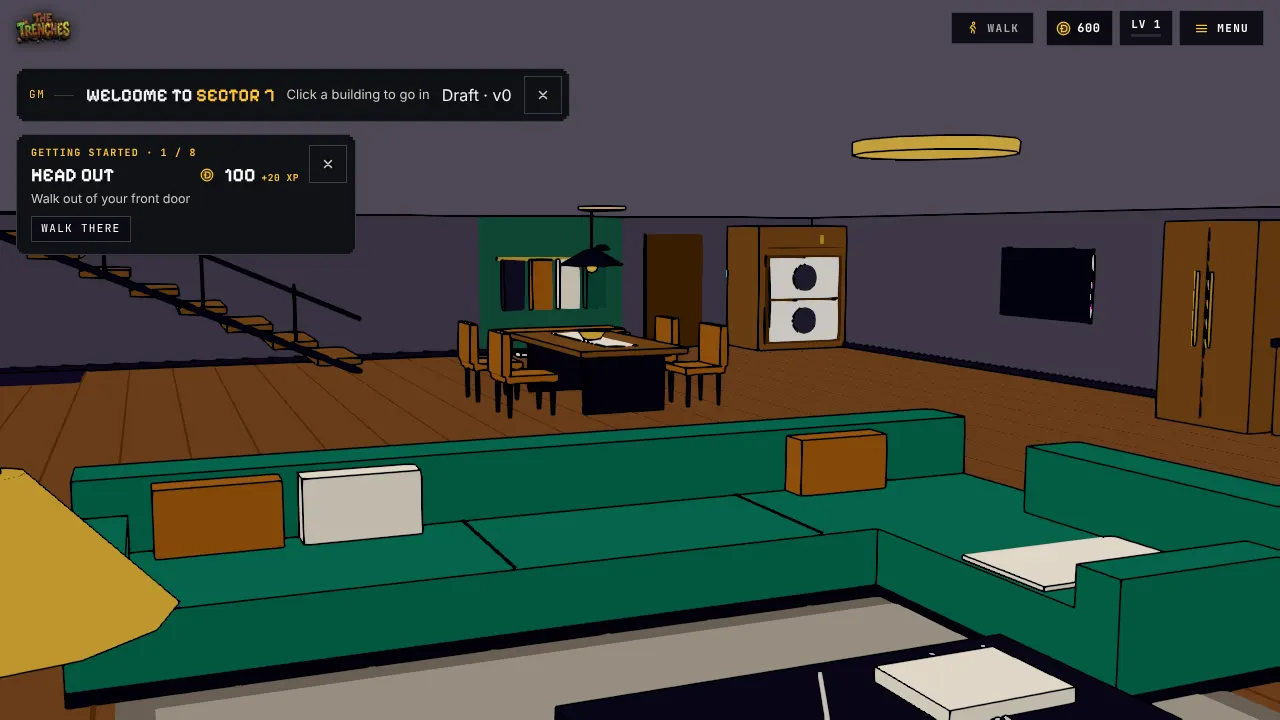 THE
TRENCHES
WALK
600
LV 1
MENU
GM
WELCOME TO SECTOR 7 Click a building to go in Draft · v0
GETTING STARTED · 1 / 8
HEAD OUT
100 +20 XP
Walk out of your front door
WALK THERE